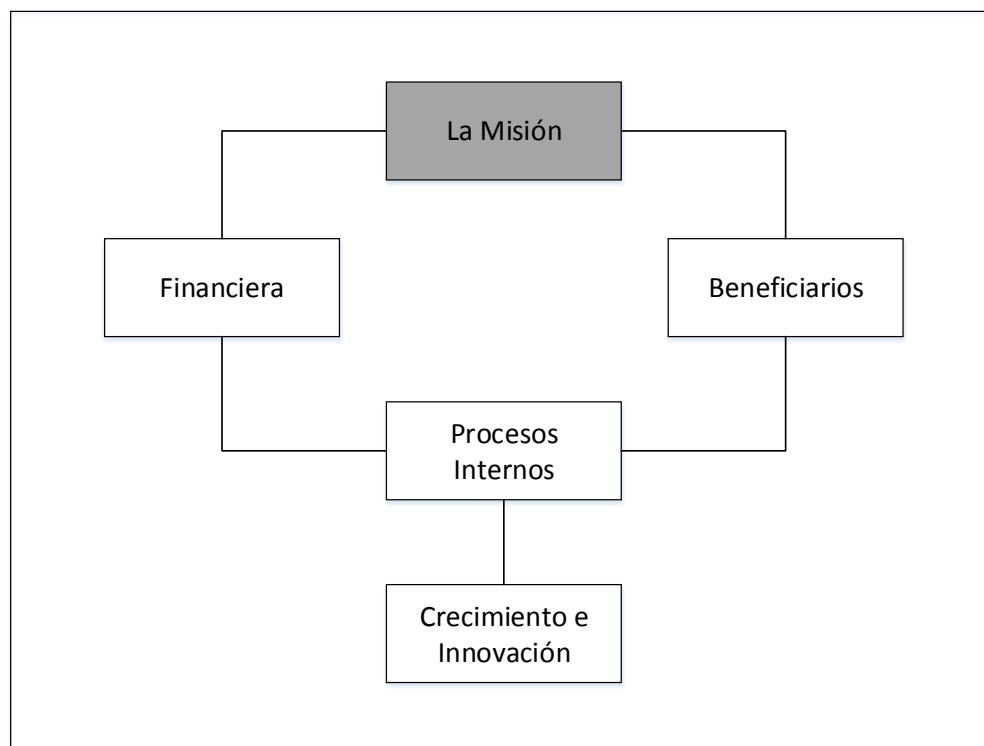 La Misión
Financiera
Beneficiarios
Procesos
Internos
Crecimiento e
Innovación